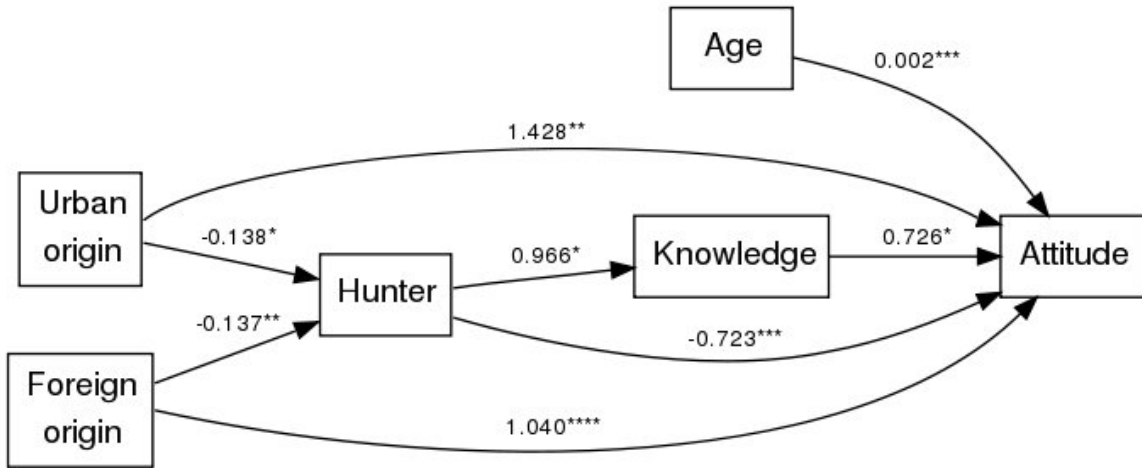 Age
0.002***
1.428**
Urban
origin
-0.138*
Hunter
0.966*
Knowledge
0.726*
Attitude
-0.137**
-0.723***
Foreign
origin
1.040****